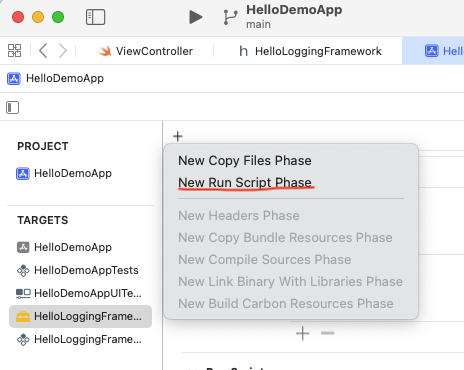 HelloDemoApp
main
ViewController
HelloLoggingFramework
HelloDemoApp
PROJECT
HelloDemoApp
TARGETS
HelloDemoApp
HelloDemoAppTests
HelloDemoAppUITe...
HelloLoggingFrame...
HelloLoggingFrame...
New Copy Files Phase
New Run Script Phase
New Headers Phase
New Copy Bundle Resources Phase
New Compile Sources Phase
New Link Binary With Libraries Phase
New Build Carbon Resources Phase